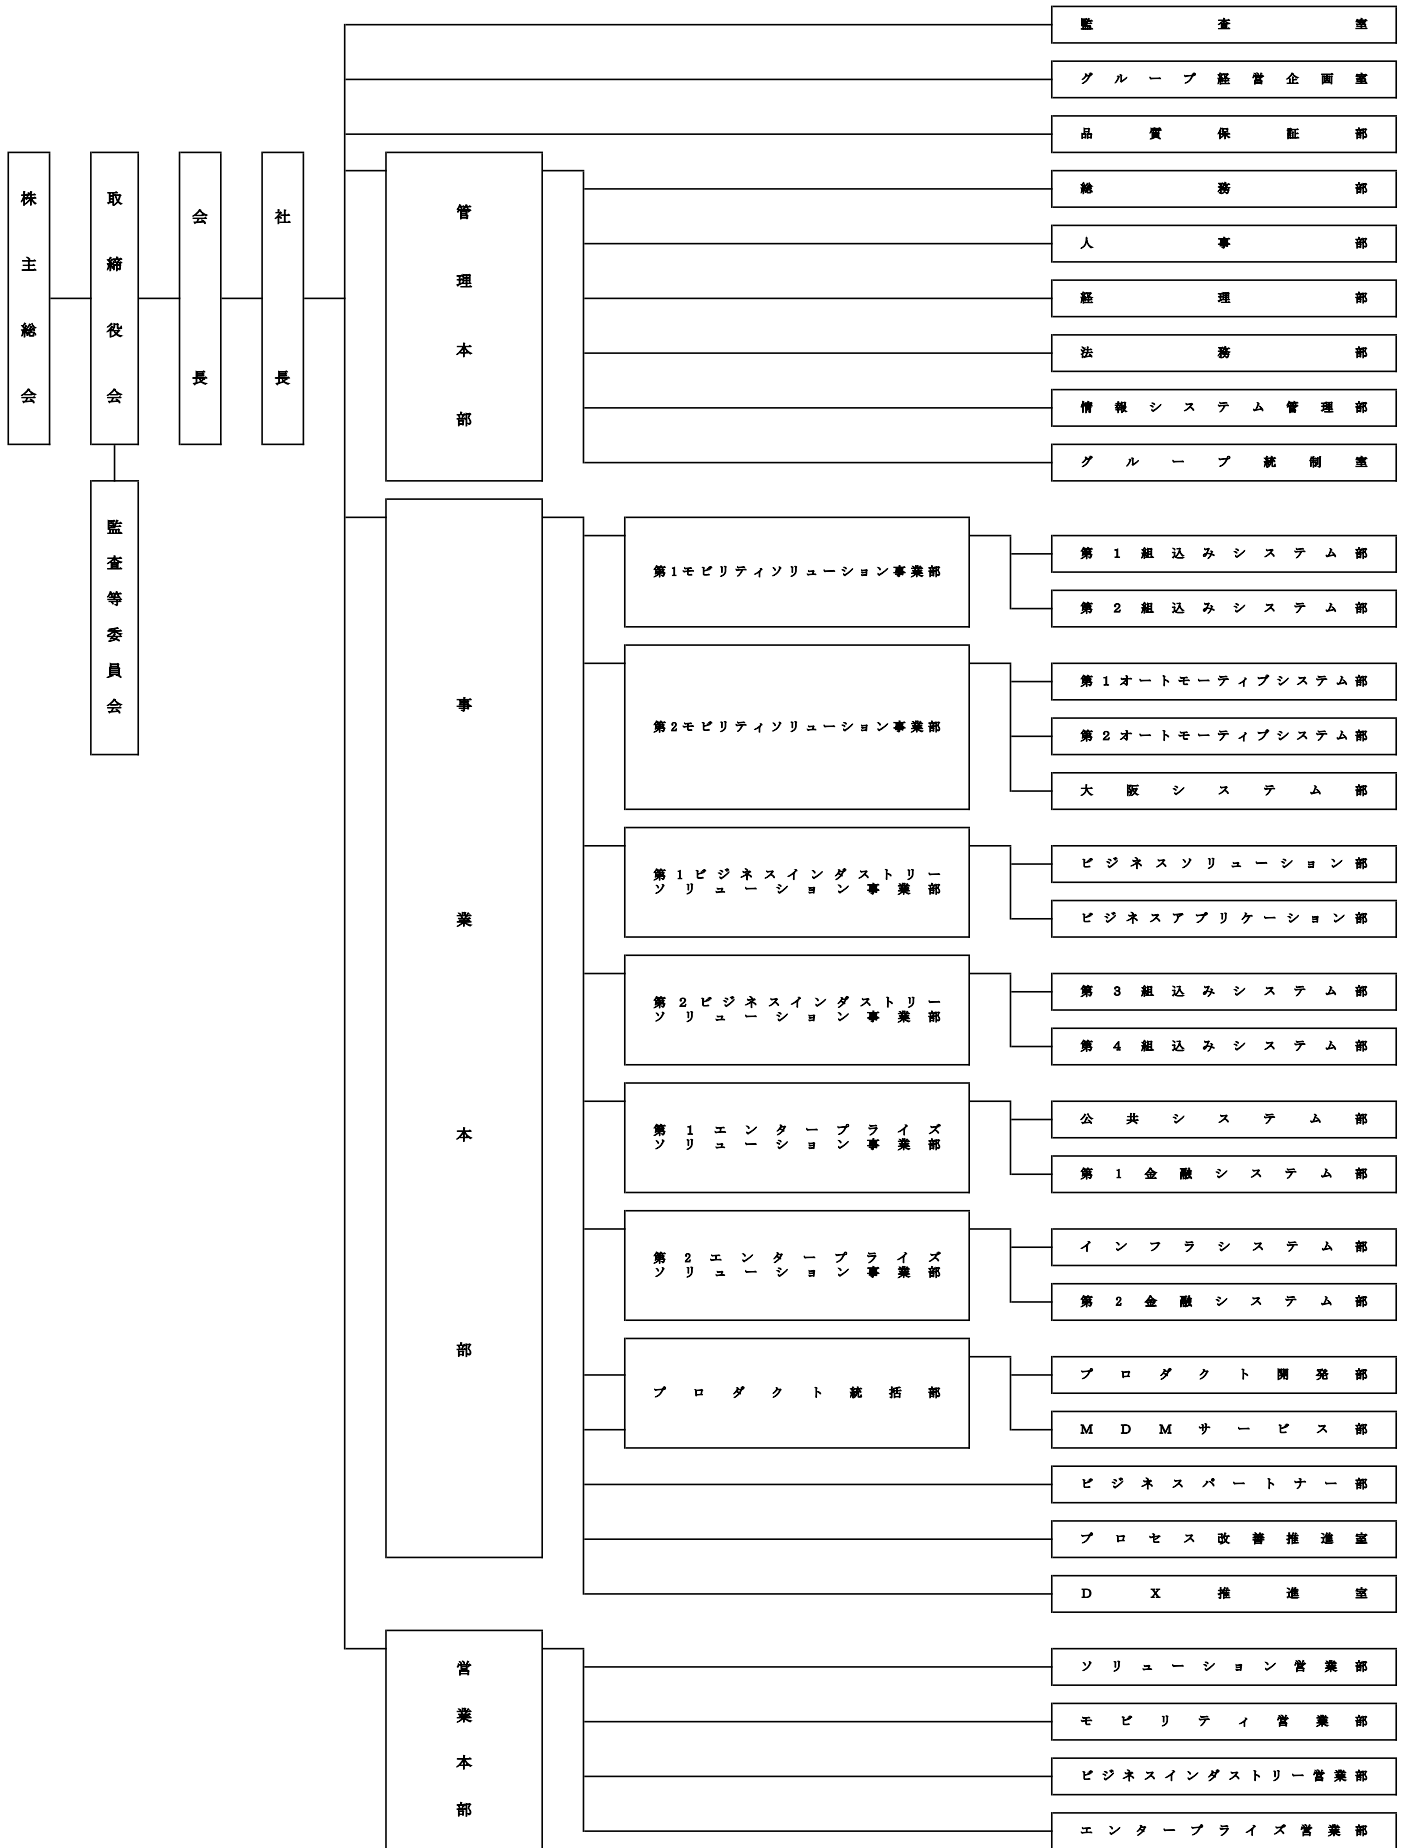 株主総会
取締役会
監査等委員会
会長
社長
監査室
グループ経営企画室
品質保証部
管理本部
総務部
人事部
経理部
法務部
情報システム管理部
グループ統制室
事業本部
第1モビリティソリューション事業部
第1組込みシステム部
第2組込みシステム部
第2モビリティソリューション事業部
第1オートモーティブシステム部
第2オートモーティブシステム部
大阪システム部
第1ビジネスインダストリー
ソリューション事業部
ビジネスソリューション部
ビジネスアプリケーション部
第2ビジネスインダストリー
ソリューション事業部
第3組込みシステム部
第4組込みシステム部
第1エンタープライズ
ソリューション事業部
公共システム部
第1金融システム部
第2エンタープライズ
ソリューション事業部
インフラシステム部
第2金融システム部
プロダクト統括部
プロダクト開発部
MDMサービス部
ビジネスパートナー部
プロセス改善推進室
DX推進室
営業本部
ソリューション営業部
モビリティ営業部
ビジネスインダストリー営業部
エンタープライズ営業部